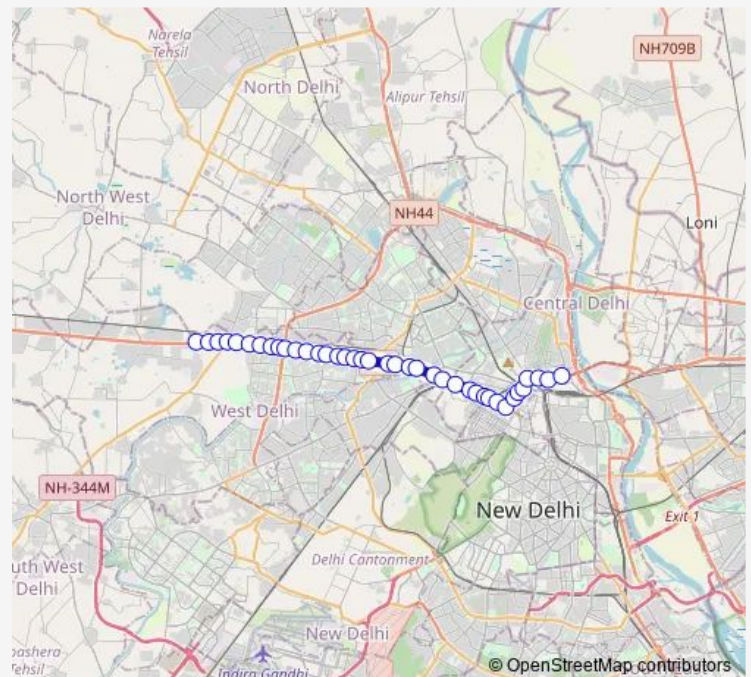 Narela
Tehsil
NH709B
North Delhi
Alipur Tehsil
North West
Delhi
NH44
Loni
Central Delhi
West Delhi
NH-344M
New Delhi
Exit 1
Delhi Cantonment
uth West
Delhi
New Delhi
bashera
Tehsil
Indira Gandhi
© OpenStreetMap contributors